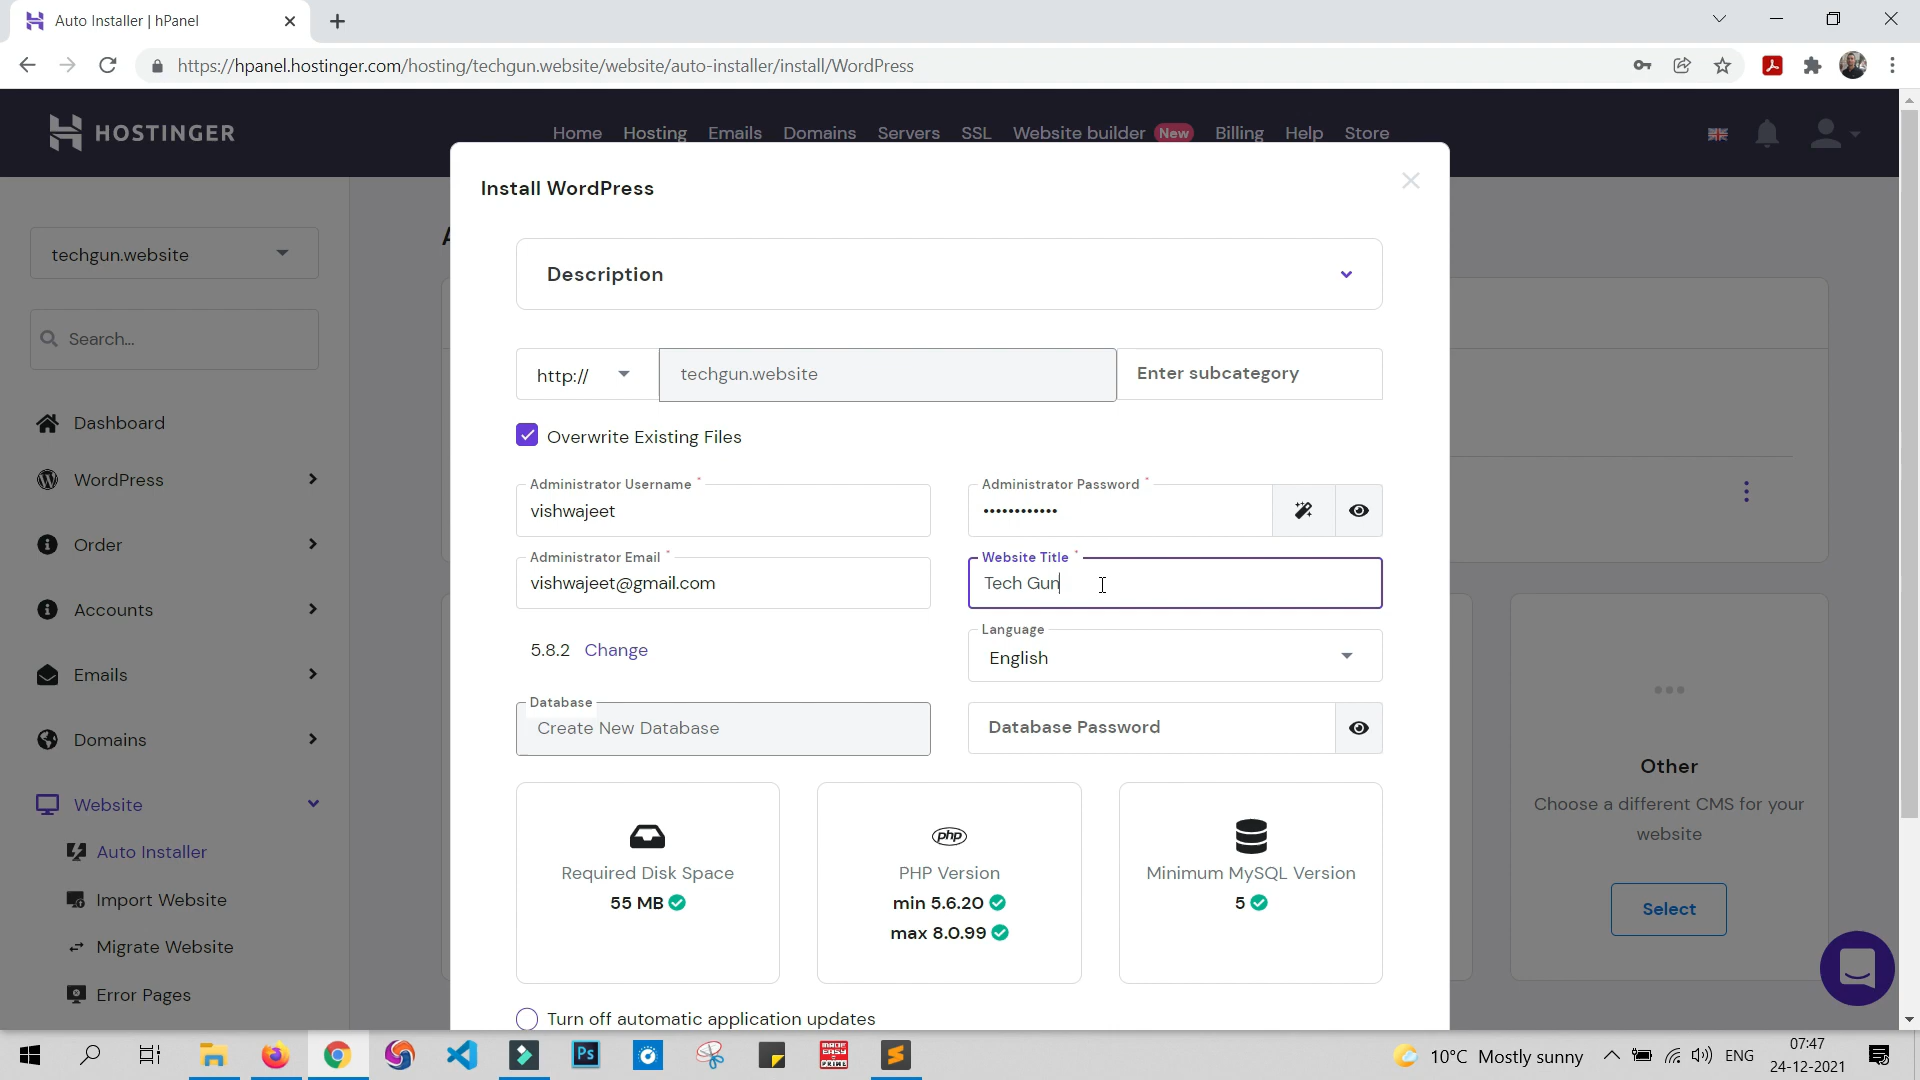 Auto Installer | hPanel
https://hpanel.hostinger.com/hosting/techgun.website/website/auto-installer/install/WordPress
HOSTINGER
Home Hosting Emails Domains Servers SSL Website builder New Billing Help Store
Install WordPress
techgun.website
Search...
Dashboard
WordPress
Order
Accounts
Emails
Domains
Website
Auto Installer
Import Website
Migrate Website
Error Pages
Description
http://
techgun.website
Enter subcategory
Overwrite Existing Files
Administrator Username *
vishwajeet
Administrator Password *
••••••••••••
Administrator Email *
vishwajeet@gmail.com
Website Title *
Tech Gun
5.8.2 Change
Language
English
Database
Create New Database
Database Password
Required Disk Space
55 MB
php
PHP Version
min 5.6.20
max 8.0.99
Minimum MySQL Version
5
Turn off automatic application updates
Other
Choose a different CMS for your
website
Select
Ps
MADE
EASY
PRIME
10°C Mostly sunny
ENG
07:47
24-12-2021